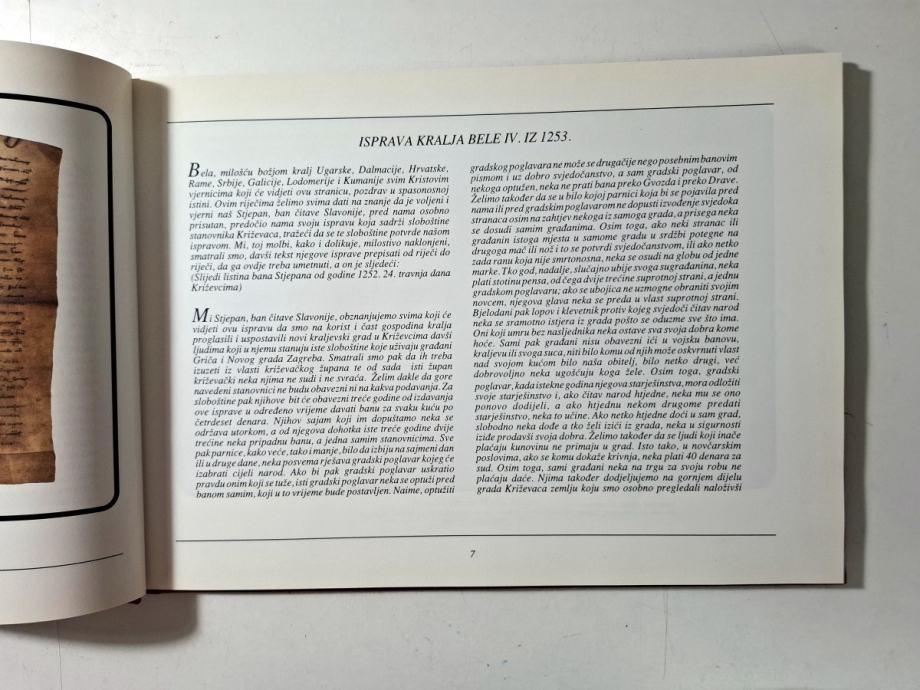 ISPRAVA KRALJA BELE IV. IZ 1253.
Bela, milošću božjom kralj Ugarske, Dalmacije, Hrvatske,
Rame, Srbije, Galicije, Lodomerije i Kumanije svim Kristovim
vjernicima koji će vidjeti ovu stranicu, pozdrav u spasonosnoj
istini. Ovim riječima želimo svima dati na znanje da je voljeni i
vjerni naš Stjepan, ban čitave Slavonije, pred nama osobno
prisutan, predočio nama svoju ispravu koja sadrži sloboštine
stanovnika Križevaca, tražeći da se te sloboštine potvrde našom
ispravom. Mi, toj molbi, kako i dolikuje, milostivo naklonjeni,
smatrali smo, davši tekst njegove isprave prepisati od riječi do
riječi, da ga ovdje treba umetnuti, a on je sljedeći:
(Slijedi listina bana Stjepana od godine 1252. 24. travnja dana
Križevcima)
Mi Stjepan, ban čitave Slavonije, obznanjujemo svima koji će
vidjeti ovu ispravu da smo na korist i čast gospodina kralja
proglasili i uspostavili novi kraljevski grad u Križevcima davši
ljudima koji u njemu stanuju iste sloboštine koje uživaju građani
Griča i Novog grada Zagreba. Smatrali smo pak da ih treba
izuzeti iz vlasti križevačkog župana te od sada isti župan
križevački neka njima ne sudi i ne svraća. Želim dakle da gore
navedeni stanovnici ne budu obavezni ni na kakva podavanja. Za
sloboštine pak njihove bit će obavezni treće godine od izdavanja
ove isprave u određeno vrijeme davati banu za svaku kuću po
četrdeset denara. Njihov sajam koji im dopuštamo neka se
održava utorkom, a od njegova dohotka iste treće godine dvije
trećine neka pripadnu banu, a jedna samim stanovnicima. Sve
pak parnice, kako veće, tako i manje, bilo da izbiju na sajmeni dan
ili u druge dane, neka posvema rješava gradski poglavar kojeg će
izabrati cijeli narod. Ako bi pak gradski poglavar uskratio
pravdu onim koji se tuže, isti gradski poglavar neka se optuži pred
banom samim, koji u to vrijeme bude postavljen. Naime, optužiti
gradskog poglavara ne može se drugačije nego posebnim banovim
pismom i uz dobro svjedočanstvo, a sam gradski poglavar, od
nekoga optužen, neka ne prati bana preko Gvozda i preko Drave.
Želimo također da se u bilo kojoj parnici koja bi se pojavila pred
nama ili pred gradskim poglavarom ne dopusti izvođenje svjedoka
stranaca osim na zahtjev nekoga iz samoga grada, a prisega neka
se dosudi samim građanima. Osim toga, ako neki stranac ili
građanin istoga mjesta u samome gradu u srdžbi potegne na
drugoga mač ili nož i to se potvrdi svjedočanstvom, ili ako netko
zada ranu koja nije smrtonosna, neka se osudi na globu od jedne
marke. Tko god, nadalje, slučajno ubije svoga sugrađanina, neka
plati stotinu pensa, od čega dvije trećine suprotnoj strani, a jednu
gradskom poglavaru; ako se ubojica ne uzmogne obraniti svojim
novcem, njegova glava neka se preda u vlast suprotnoj strani.
Bjelodani pak lopov i klevetnik protiv kojeg svjedoči čitav narod
neka se sramotno istjera iz grada pošto se oduzme sve što ima.
Oni koji umru bez nasljednika neka ostave sva svoja dobra kome
hoće. Sami pak građani nisu obavezni ići u vojsku banovu,
kraljevu ili svoga suca, niti bilo komu od njih može oskvrnuti vlast
nad svojom kućom bilo naša obitelj, bilo netko drugi, već
dobrovoljno neka ugošćuju koga žele. Osim toga, gradski
poglavar, kada istekne godina njegova starješinstva, mora odložiti
svoje starješinstvo i, ako čitav narod htjedne, neka mu se ono
ponovo dodijeli, a ako htjednu nekom drugome predati
starješinstvo, neka to učine. Ako netko htjedne doći u sam grad,
slobodno neka dođe a tko želi izići iz grada, neka u sigurnosti
iziđe prodavši svoja dobra. Želimo također da se ljudi koji inače
plaćaju kunovinu ne primaju u grad. Isto tako, u novčarskim
poslovima, ako se komu dokaže krivnja, neka plati 40 denara za
sud. Osim toga, sami građani neka na trgu za svoju robu ne
plaćaju daće. Njima također dodjeljujemo na gornjem dijelu
grada Križevaca zemlju koju smo osobno pregledali naloživši
7